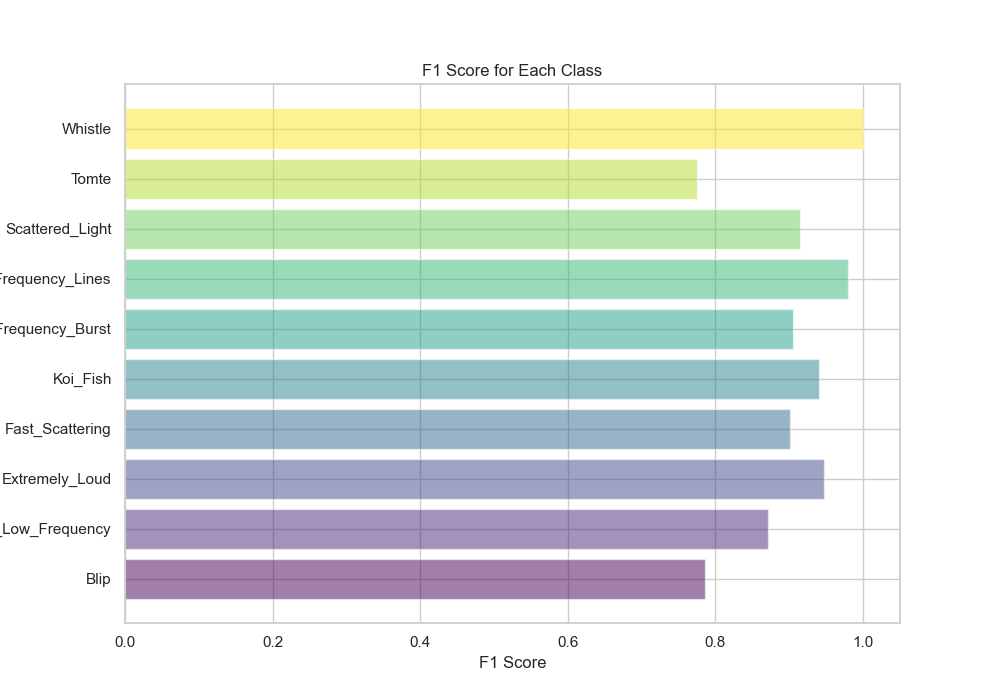 F1 Score for Each Class
Whistle
Tomte
Scattered_Light
Frequency_Lines
Frequency_Burst
Koi_Fish
Fast_Scattering
Extremely_Loud
_Low_Frequency
Blip
0.0 0.2 0.4 0.6 0.8 1.0
F1 Score